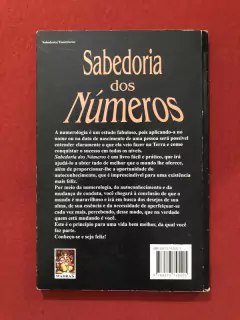 Sabedoria
dos
Números
A numerologia é um estudo fabuloso, pois aplicando-a no
nome ou na data de nascimento de uma pessoa será possível
entender claramente o que ela veio fazer na Terra e como
conquistar o sucesso em todos os níveis.
Sabedoria dos Números é um livro fácil e prático, que irá
ajudá-lo a obter tudo de melhor que o mundo lhe oferece,
além de proporcionar-lhe a oportunidade do
autoconhecimento, que é imprescindível para uma existência
mais feliz.
Por meio da numerologia, do autoconhecimento e da
mudança de conduta, você chegará à conclusão de que o
mundo é maravilhoso e irá em busca dos desejos de sua
alma, de sua essência e da necessidade de aperfeiçoar-se
cada vez mais, percebendo, desse modo, que na verdade
quem está mudando é você.
Este é o princípio para uma vida bem melhor, da qual você
faz parte.
Conheça-se e seja feliz!
MADRAS